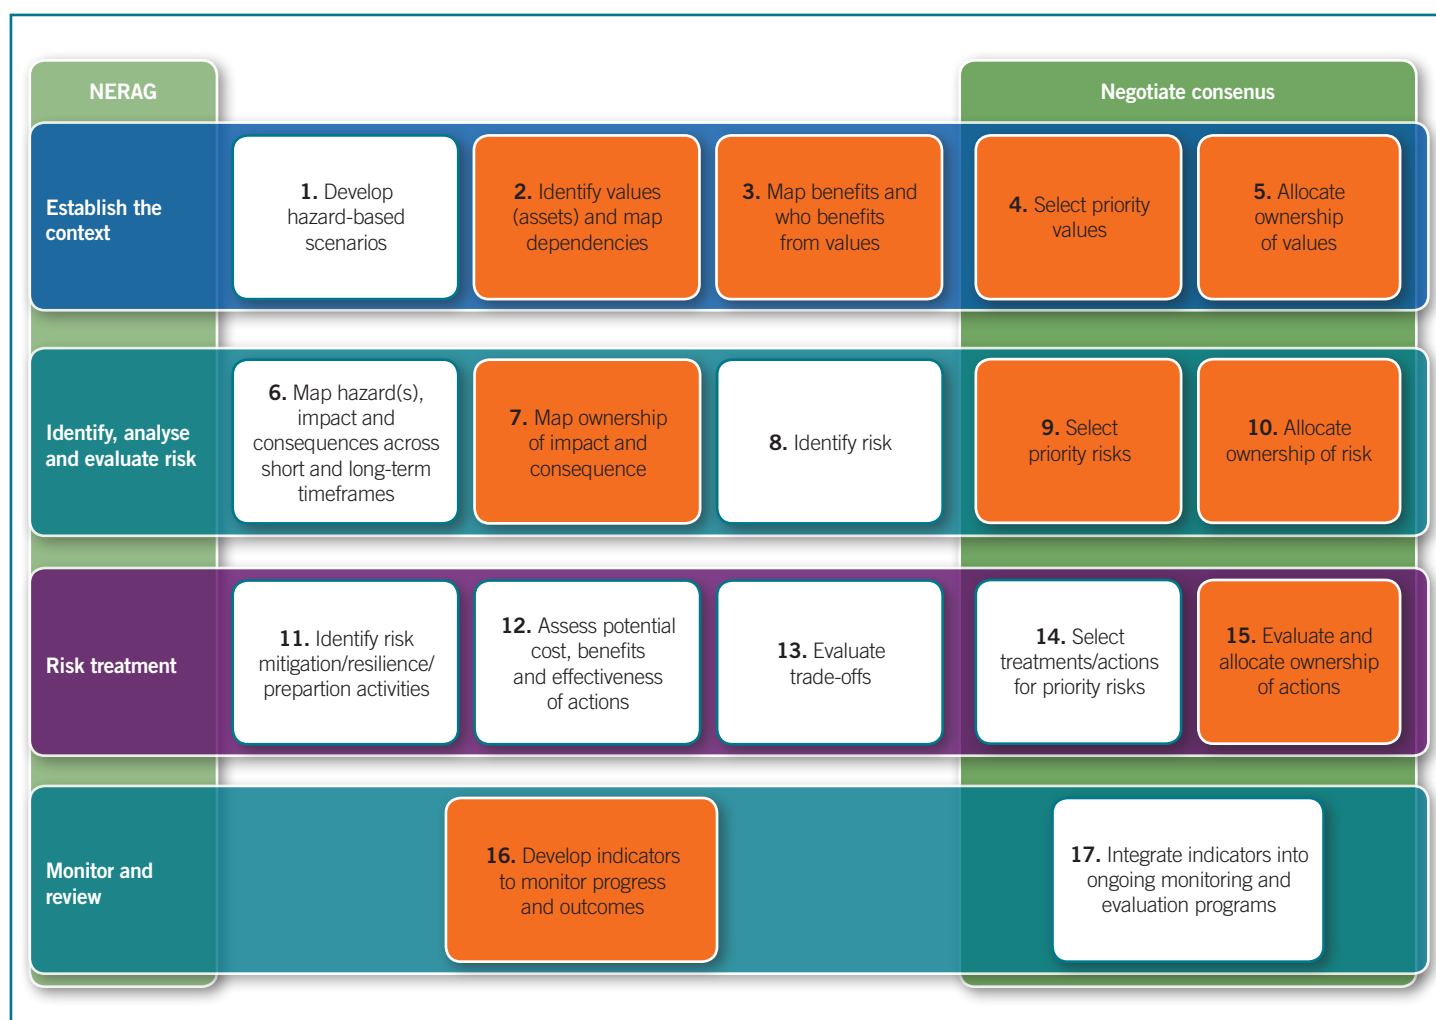 NERAG
Negotiate consenus
Establish the
context
1. Develop
hazard-based
scenarios
2. Identify values
(assets) and map
dependencies
3. Map benefits and
who benefits
from values
4. Select priority
values
5. Allocate
ownership
of values
Identify, analyse
and evaluate risk
6. Map hazard(s),
impact and
consequences across
short and long-term
timeframes
7. Map ownership
of impact and
consequence
8. Identify risk
9. Select
priority risks
10. Allocate
ownership of risk
Risk treatment
11. Identify risk
mitigation/resilience/
prepartion activities
12. Assess potential
cost, benefits
and effectiveness
of actions
13. Evaluate
trade-offs
14. Select
treatments/actions
for priority risks
15. Evaluate and
allocate ownership
of actions
Monitor and
review
16. Develop indicators
to monitor progress
and outcomes
17. Integrate indicators into
ongoing monitoring and
evaluation programs